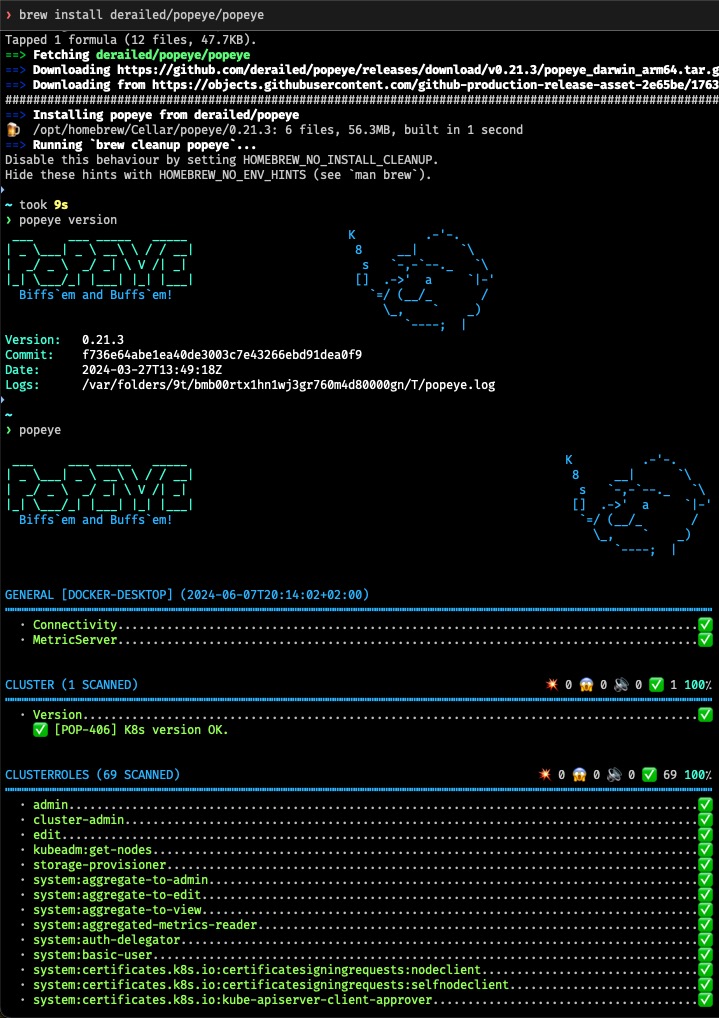 ❯ brew install derailed/popeye/popeye
Tapped 1 formula (12 files, 47.7KB).
==> Fetching derailed/popeye/popeye
==> Downloading https://github.com/derailed/popeye/releases/download/v0.21.3/popeye_darwin_arm64.tar.g
==> Downloading from https://objects.githubusercontent.com/github-production-release-asset-2e65be/1763
==> Installing popeye from derailed/popeye
🍺 /opt/homebrew/Cellar/popeye/0.21.3: 6 files, 56.3MB, built in 1 second
==> Running `brew cleanup popeye`...
Disable this behaviour by setting HOMEBREW_NO_INSTALL_CLEANUP.
Hide these hints with HOMEBREW_NO_ENV_HINTS (see `man brew`).
~ took 9s
❯ popeye version
POPEYE
K
8
s
[]
a
Biffs`em and Buffs`em!
Version: 0.21.3
Commit: f736e64abe1ea40de3003c7e43266ebd91dea0f9
Date: 2024-03-27T13:49:18Z
Logs: /var/folders/9t/bmb00rtx1hn1wj3gr760m4d80000gn/T/popeye.log
~
❯ popeye
POPEYE
K
8
s
[]
a
Biffs`em and Buffs`em!
GENERAL [DOCKER-DESKTOP] (2024-06-07T20:14:02+02:00)
· Connectivity ✅
· MetricServer ✅
CLUSTER (1 SCANNED) 💥 0 😱 0 🔊 0 ✅ 1 100%
· Version ✅
✅ [POP-406] K8s version OK.
CLUSTERROLES (69 SCANNED) 💥 0 😱 0 🔊 0 ✅ 69 100%
· admin ✅
· cluster-admin ✅
· edit ✅
· kubeadm:get-nodes ✅
· storage-provisioner ✅
· system:aggregate-to-admin ✅
· system:aggregate-to-edit ✅
· system:aggregate-to-view ✅
· system:aggregated-metrics-reader ✅
· system:auth-delegator ✅
· system:basic-user ✅
· system:certificates.k8s.io:certificatesigningrequests:nodeclient ✅
· system:certificates.k8s.io:certificatesigningrequests:selfnodeclient ✅
· system:certificates.k8s.io:kube-apiserver-client-approver ✅